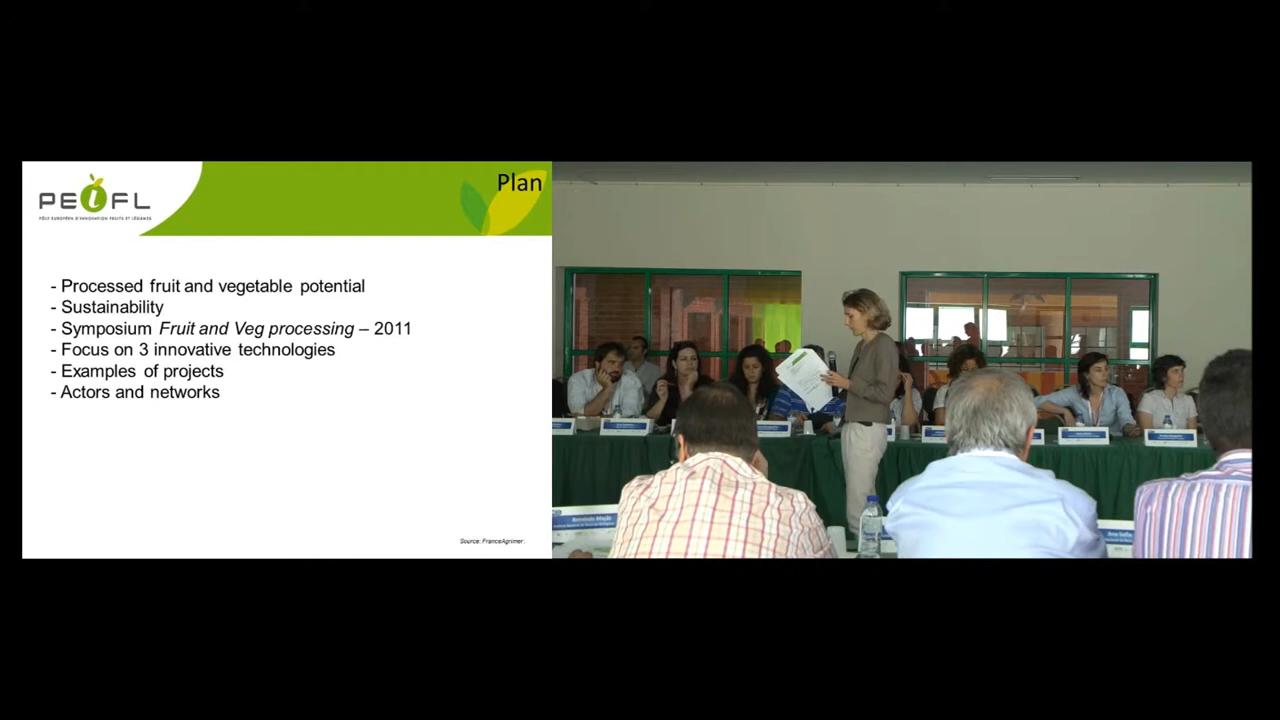 PEiFL
PÔLE EUROPÉEN D'INNOVATION FRUITS ET LÉGUMES
Plan
- Processed fruit and vegetable potential
- Sustainability
- Symposium Fruit and Veg processing – 2011
- Focus on 3 innovative technologies
- Examples of projects
- Actors and networks
Source: FranceAgrimer.